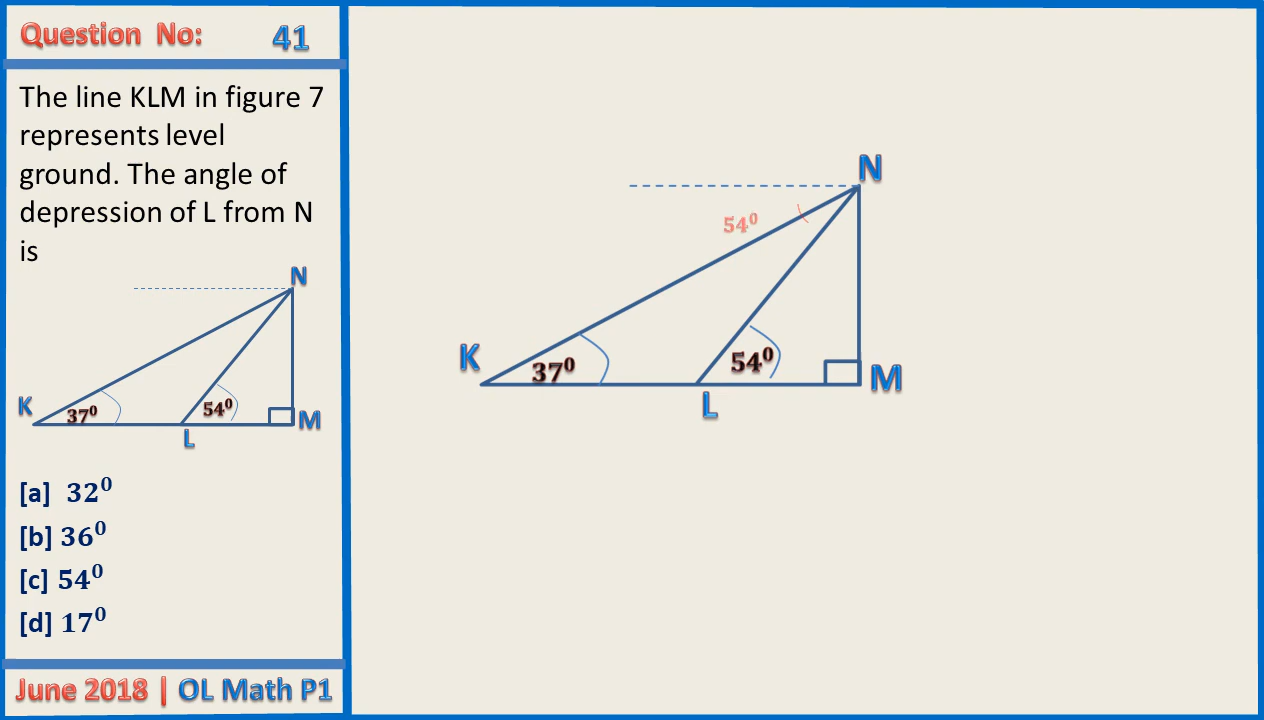 Question No: 41
The line KLM in figure 7
represents level
ground. The angle of
depression of L from N
is
N
K
37⁰
54⁰
M
L
[a] 32⁰
[b] 36⁰
[c] 54⁰
[d] 17⁰
June 2018 | OL Math P1
N
54⁰
K
37⁰
54⁰
M
L